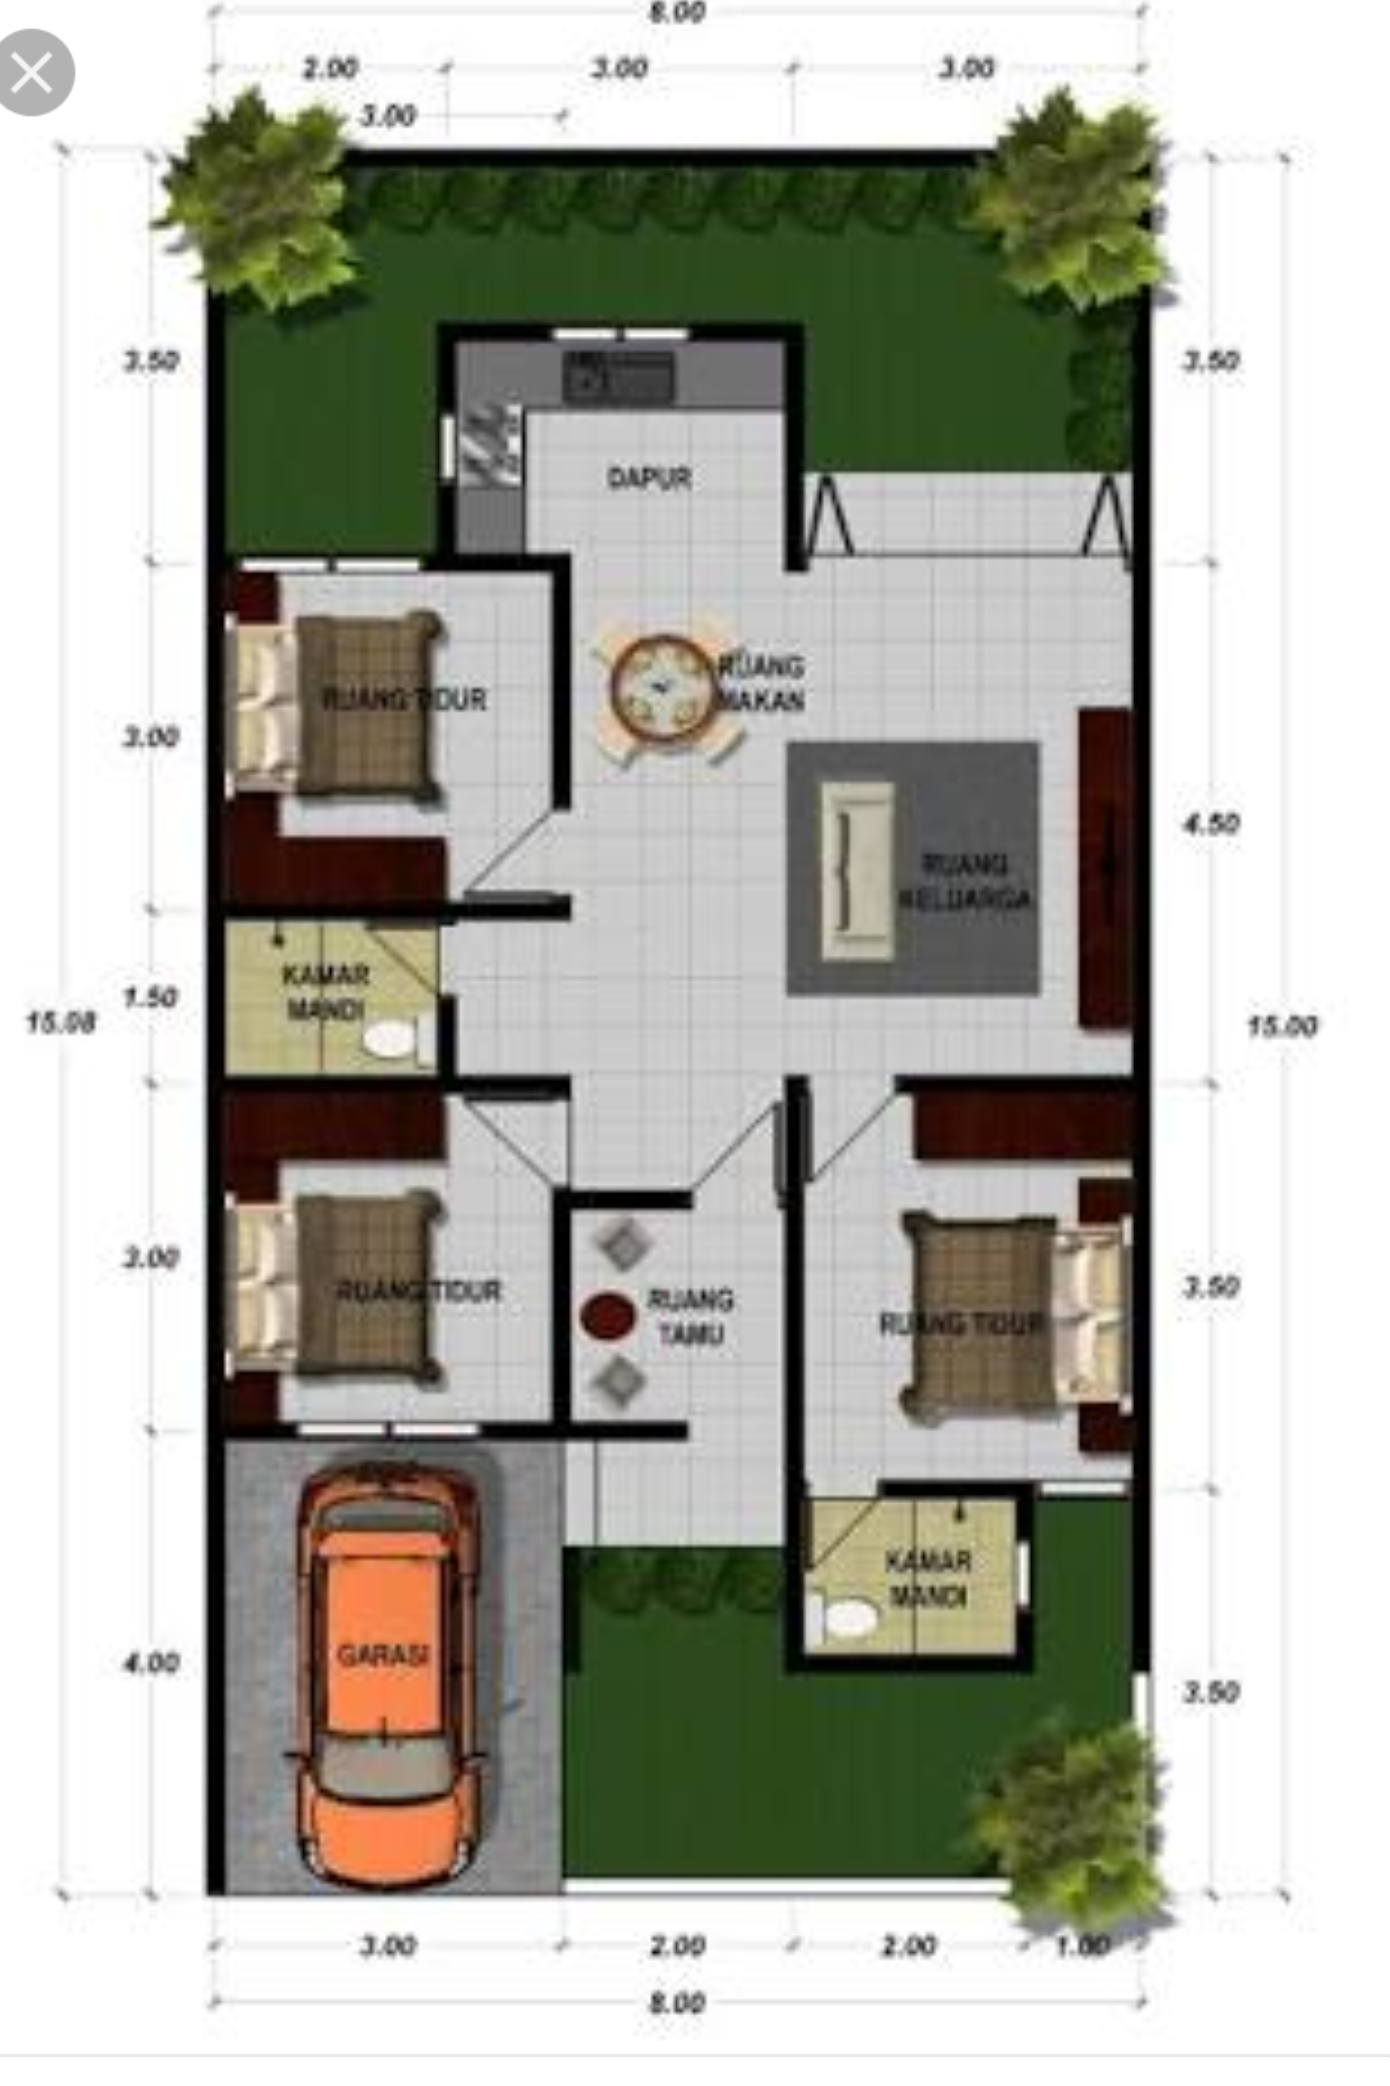 8.00
2.00
3.00
3.00
3.00
3.50
3.50
DAPUR
RUANG
MAKAN
RUANG TIDUR
3.00
4.50
RUANG
KELUARGA
KAMAR
MANDI
1.50
15.08
15.00
3.00
RUANG TIDUR
RUANG
TAMU
RUANG TIDUR
3.50
KAMAR
MANDI
GARASI
4.00
3.50
3.00
2.00
2.00
1.00
8.00